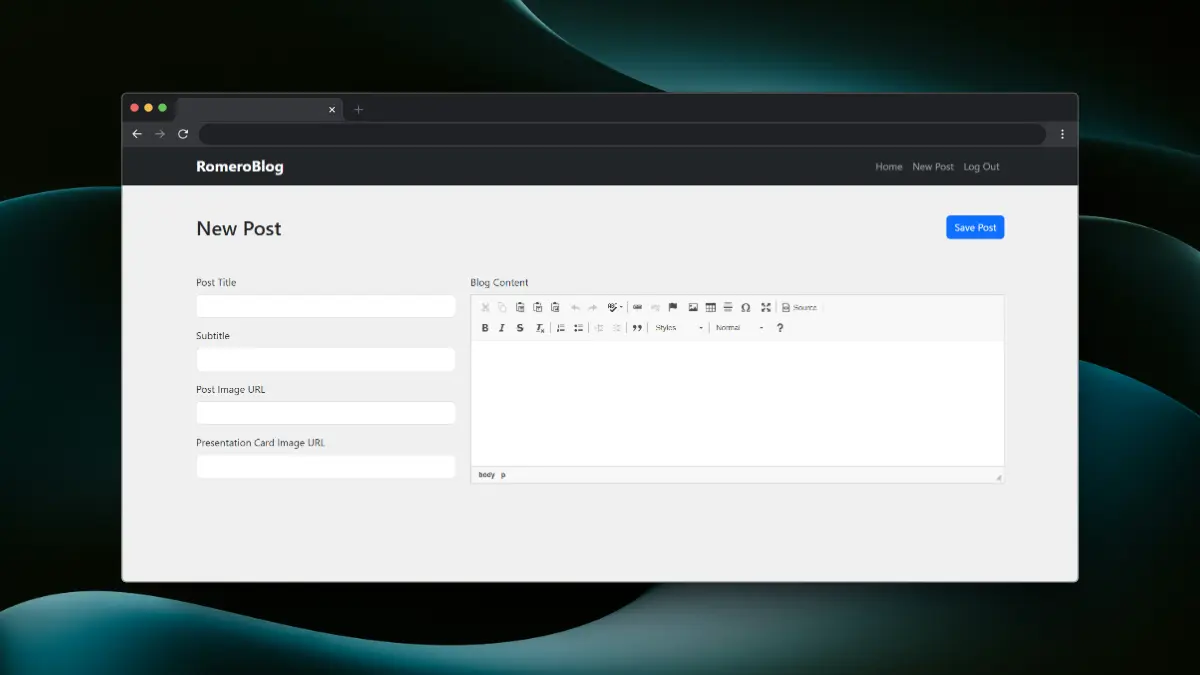 RomeroBlog
Home New Post Log Out
New Post
Save Post
Post Title
Subtitle
Post Image URL
Presentation Card Image URL
Blog Content
Source
B I S Tx
Styles Normal ?
body p